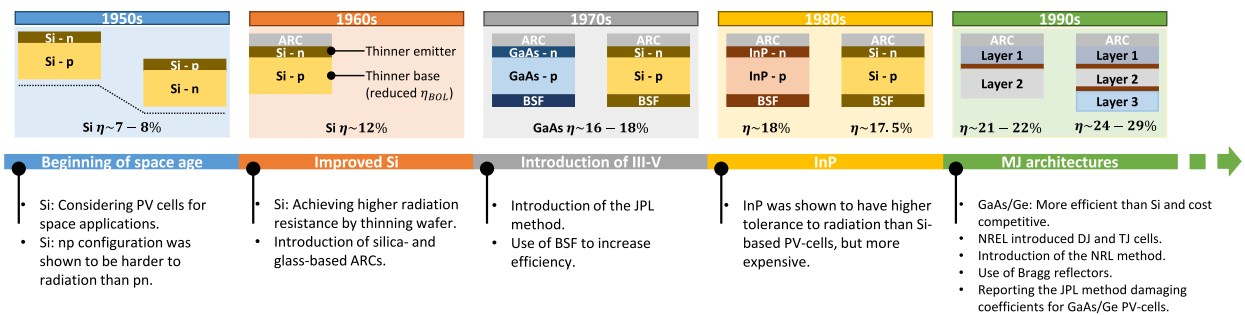 1950s
Si - n
Si - p
Si - p
Si - n
Si η~7 − 8%
1960s
ARC
Si - n
Si - p
Thinner emitter
Thinner base
(reduced ηBOL)
Si η~12%
1970s
ARC
GaAs - n
GaAs - p
BSF
ARC
Si - n
Si - p
BSF
GaAs η~16 − 18%
1980s
ARC
InP - n
InP - p
BSF
ARC
Si - n
Si - p
BSF
η~18%
η~17.5%
1990s
ARC
Layer 1
Layer 2
ARC
Layer 1
Layer 2
Layer 3
η~21 − 22%
η~24 − 29%
Beginning of space age
Improved Si
Introduction of III-V
InP
MJ architectures
• Si: Considering PV cells for
space applications.
• Si: np configuration was
shown to be harder to
radiation than pn.
• Si: Achieving higher radiation
resistance by thinning wafer.
• Introduction of silica- and
glass-based ARCs.
• Introduction of the JPL
method.
• Use of BSF to increase
efficiency.
• InP was shown to have higher
tolerance to radiation than Si-
based PV-cells, but more
expensive.
• GaAs/Ge: More efficient than Si and cost
competitive.
• NREL introduced DJ and TJ cells.
• Introduction of the NRL method.
• Use of Bragg reflectors.
• Reporting the JPL method damaging
coefficients for GaAs/Ge PV-cells.